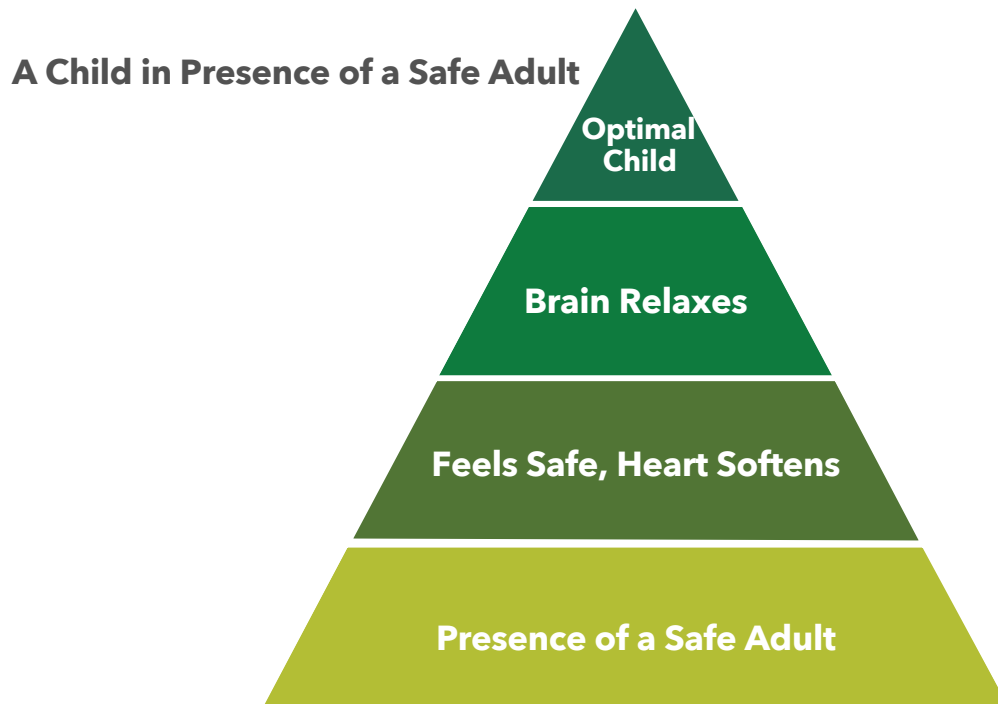 A Child in Presence of a Safe Adult
Optimal
Child
Brain Relaxes
Feels Safe, Heart Softens
Presence of a Safe Adult